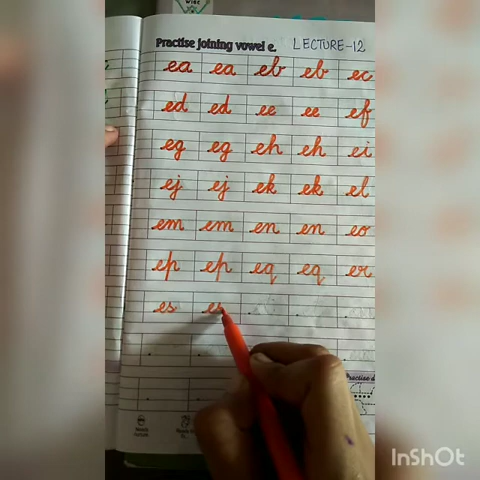 WISE
Practise joining vowel e. LECTURE-12
ea ea eb eb ec
ed ed ee ee ef
eg eg eh eh ei
ej ej ek ek el
em em en en eo
ep ep eq eq er
es es
Practise
InShOt